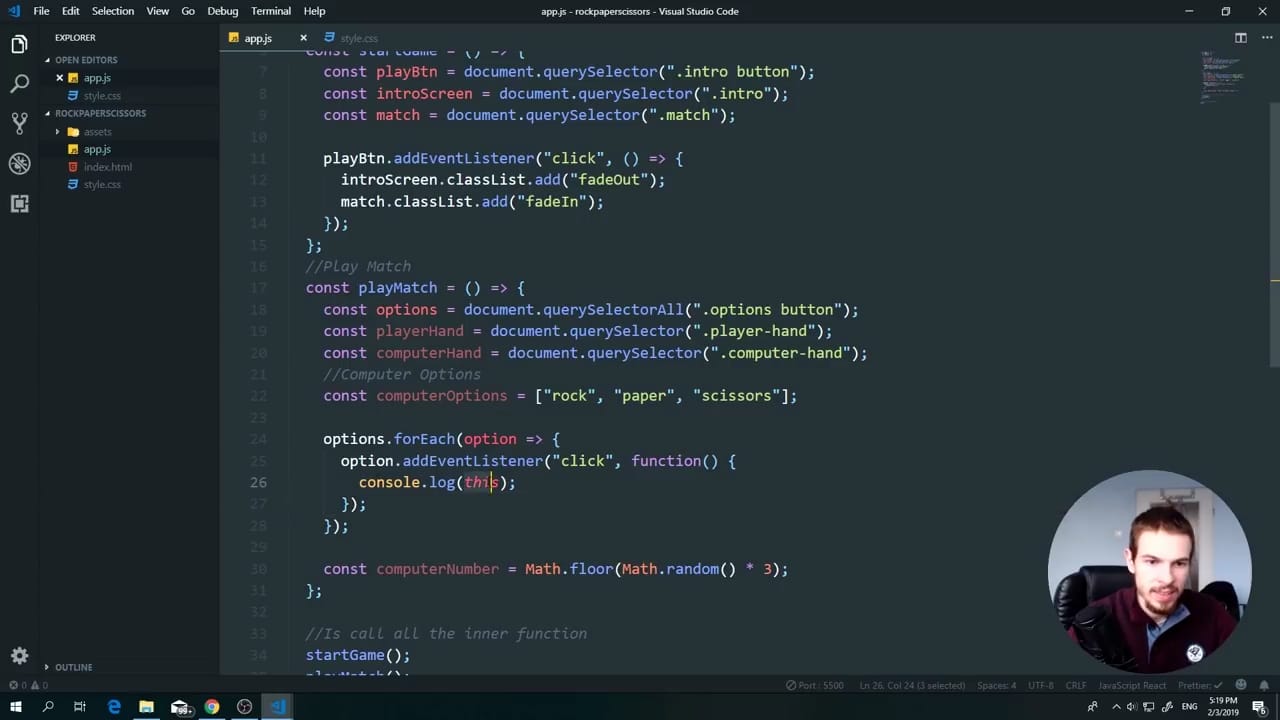 File Edit Selection View Go Debug Terminal Help
app.js - rockpaperscissors - Visual Studio Code
EXPLORER
app.js
style.css
OPEN EDITORS
app.js
style.css
ROCKPAPERSCISSORS
assets
app.js
index.html
style.css
const startGame = () => {
7 const playBtn = document.querySelector(".intro button");
8 const introScreen = document.querySelector(".intro");
9 const match = document.querySelector(".match");
10
11 playBtn.addEventListener("click", () => {
12 introScreen.classList.add("fadeOut");
13 match.classList.add("fadeIn");
14 });
15 };
16 //Play Match
17 const playMatch = () => {
18 const options = document.querySelectorAll(".options button");
19 const playerHand = document.querySelector(".player-hand");
20 const computerHand = document.querySelector(".computer-hand");
21 //Computer Options
22 const computerOptions = ["rock", "paper", "scissors"];
23
24 options.forEach(option => {
25 option.addEventListener("click", function() {
26 console.log(this);
27 });
28 });
29
30 const computerNumber = Math.floor(Math.random() * 3);
31 };
32
33 //Is call all the inner function
34 startGame();
playMatch();
OUTLINE
0 0
Port : 5500 Ln 26, Col 24 (3 selected) Spaces: 4 UTF-8 CRLF JavaScript React Prettier: ✓
99+
ENG
5:19 PM
2/3/2019
6